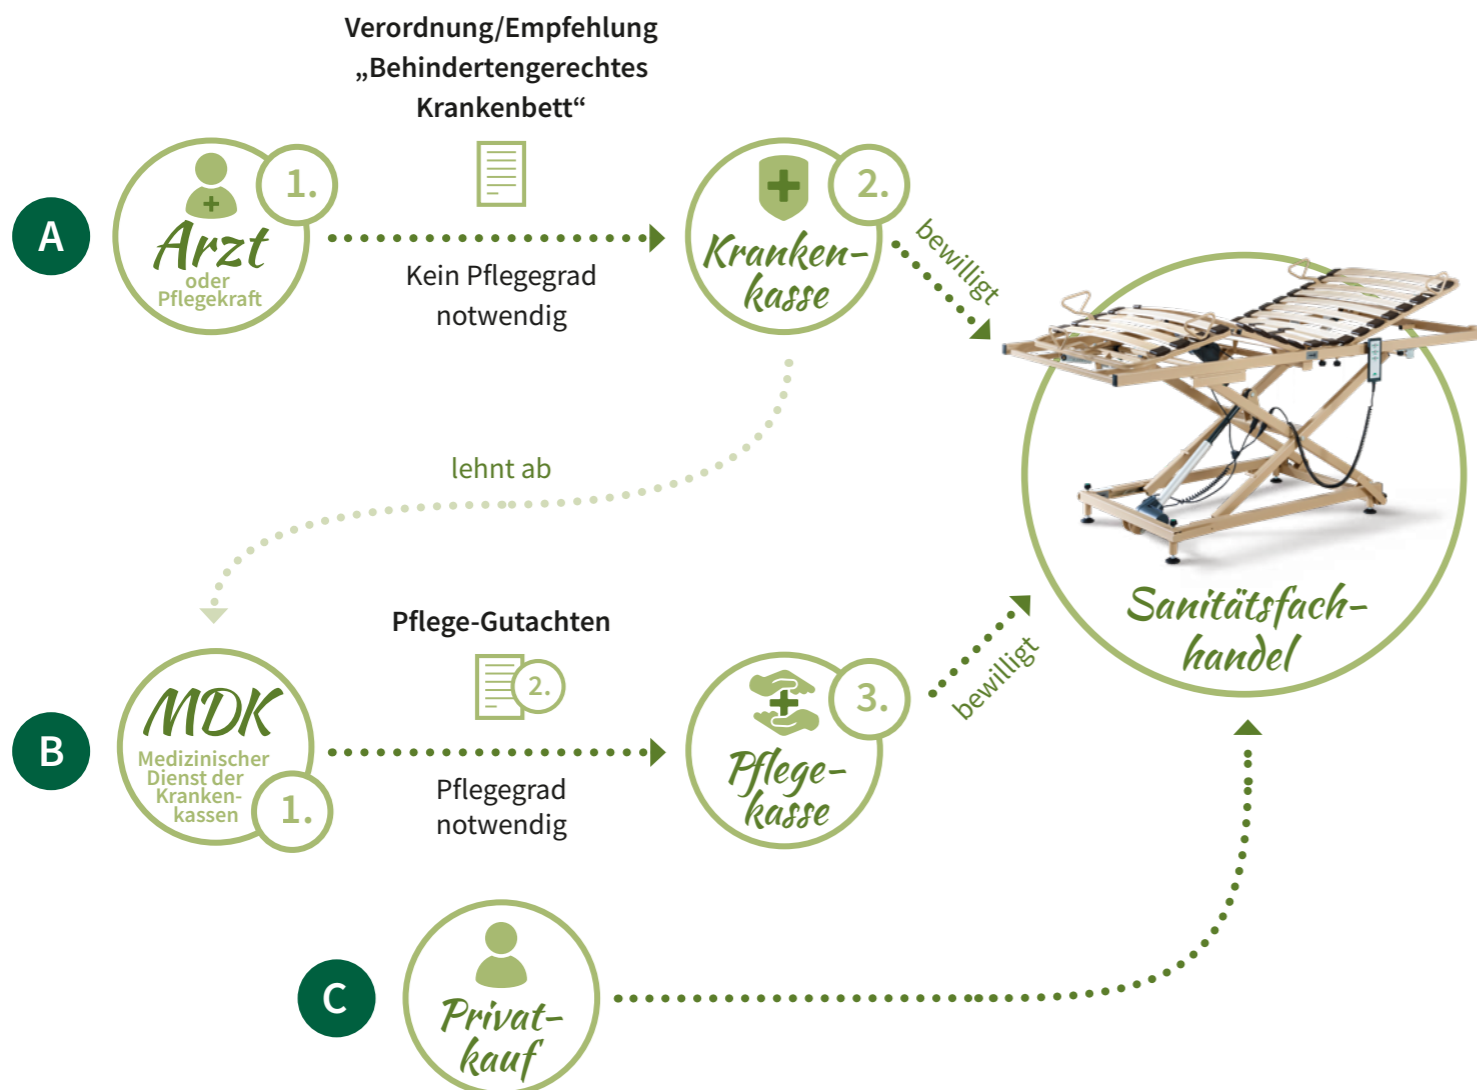 Verordnung/Empfehlung
„Behindertengerechtes
Krankenbett“
A
1.
Arzt
oder
Pflegekraft
Kein Pflegegrad
notwendig
2.
Kranken-
kasse
bewilligt
lehnt ab
Sanitätsfach-
handel
B
MDK
Medizinischer
Dienst der
Kranken-
kassen
1.
Pflege-Gutachten
2.
Pflegegrad
notwendig
3.
Pflege-
kasse
bewilligt
C
Privat-
kauf